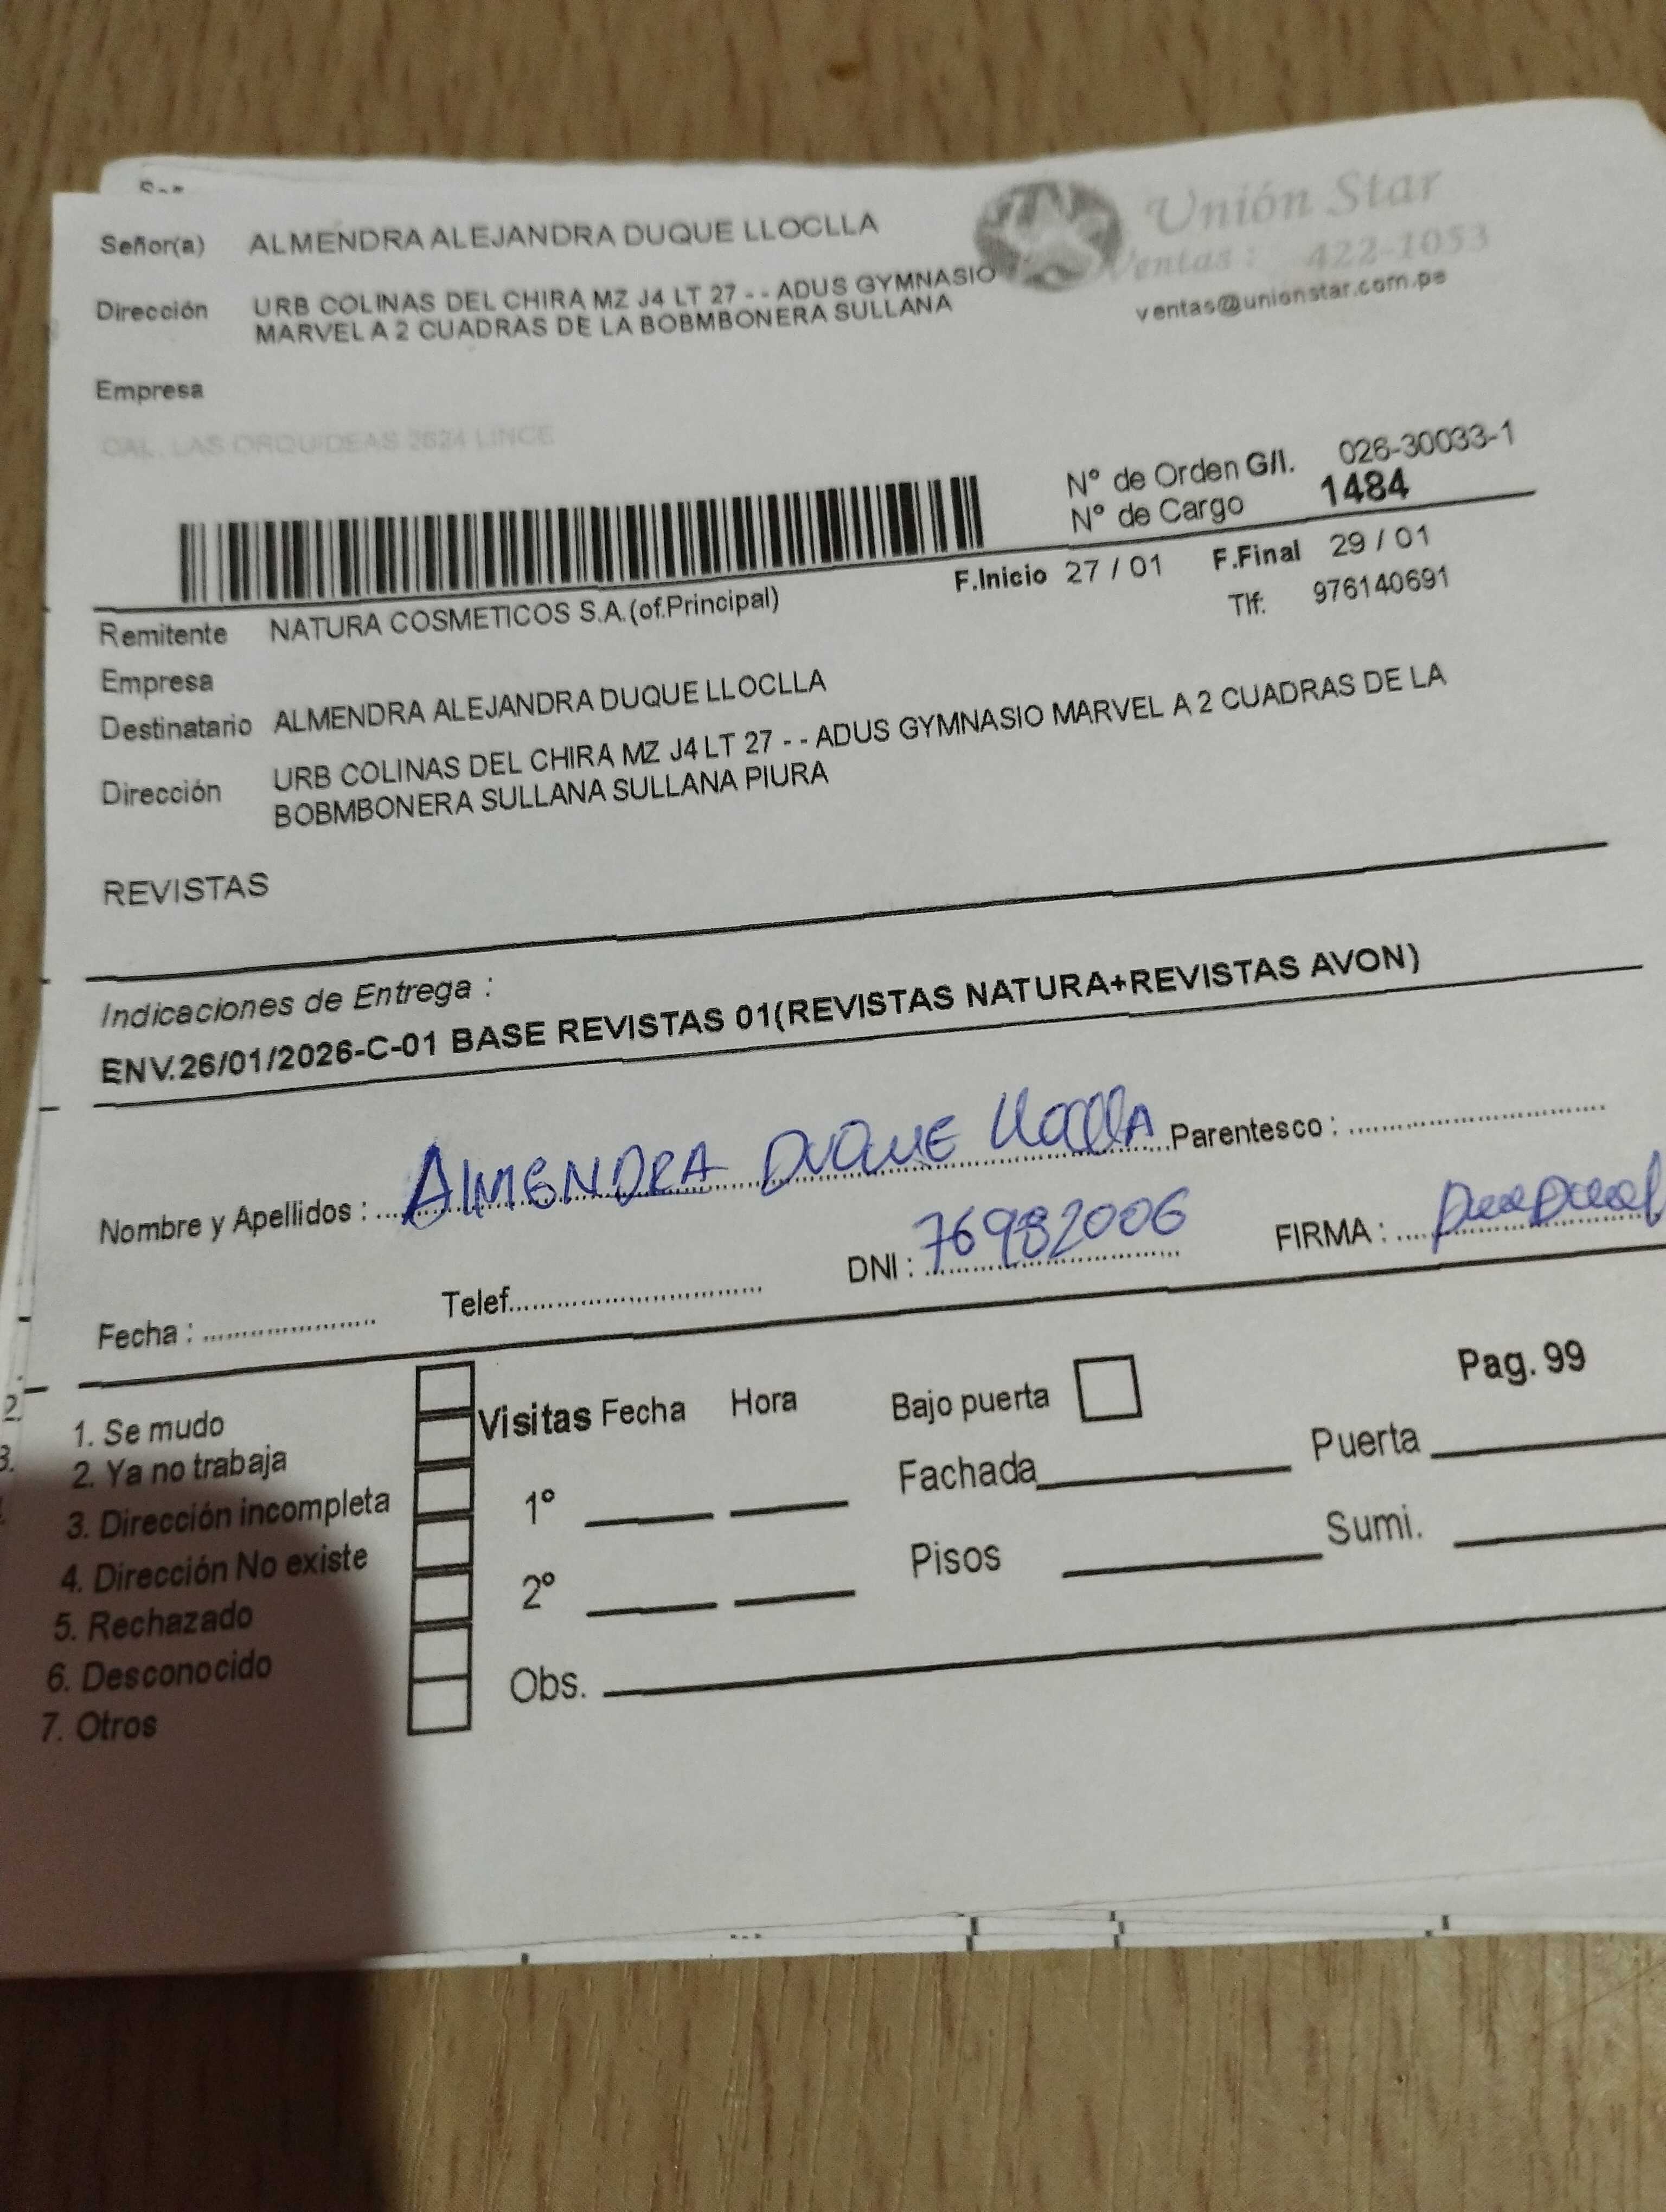 Señor(a) ALMENDRA ALEJANDRA DUQUE LLOCLLA
Unión Star
Ventas : 422-1053
ventas@unionstar.com.pe
Dirección URB COLINAS DEL CHIRA MZ J4 LT 27 - - ADUS GYMNASIO
MARVEL A 2 CUADRAS DE LA BOBMBONERA SULLANA
Empresa
CAL. LAS ORQUIDEAS 2624 LINCE
N° de Orden G/I. 026-30033-1
N° de Cargo 1484
F.Inicio 27 / 01 F.Final 29 / 01
Tlf: 976140691
Remitente NATURA COSMETICOS S.A.(of.Principal)
Empresa
Destinatario ALMENDRA ALEJANDRA DUQUE LLOCLLA
Dirección URB COLINAS DEL CHIRA MZ J4 LT 27 - - ADUS GYMNASIO MARVEL A 2 CUADRAS DE LA
BOBMBONERA SULLANA SULLANA PIURA
REVISTAS
Indicaciones de Entrega :
ENV.26/01/2026-C-01 BASE REVISTAS 01(REVISTAS NATURA+REVISTAS AVON)
Nombre y Apellidos : ALMENDRA DUQUE LLOCLLA Parentesco :
Fecha : Telef. DNI : 76982006 FIRMA :
Pag. 99
1. Se mudo
2. Ya no trabaja
3. Dirección incompleta
4. Dirección No existe
5. Rechazado
6. Desconocido
7. Otros
Visitas Fecha Hora
1°
2°
Obs.
Bajo puerta
Fachada Puerta
Pisos Sumi.